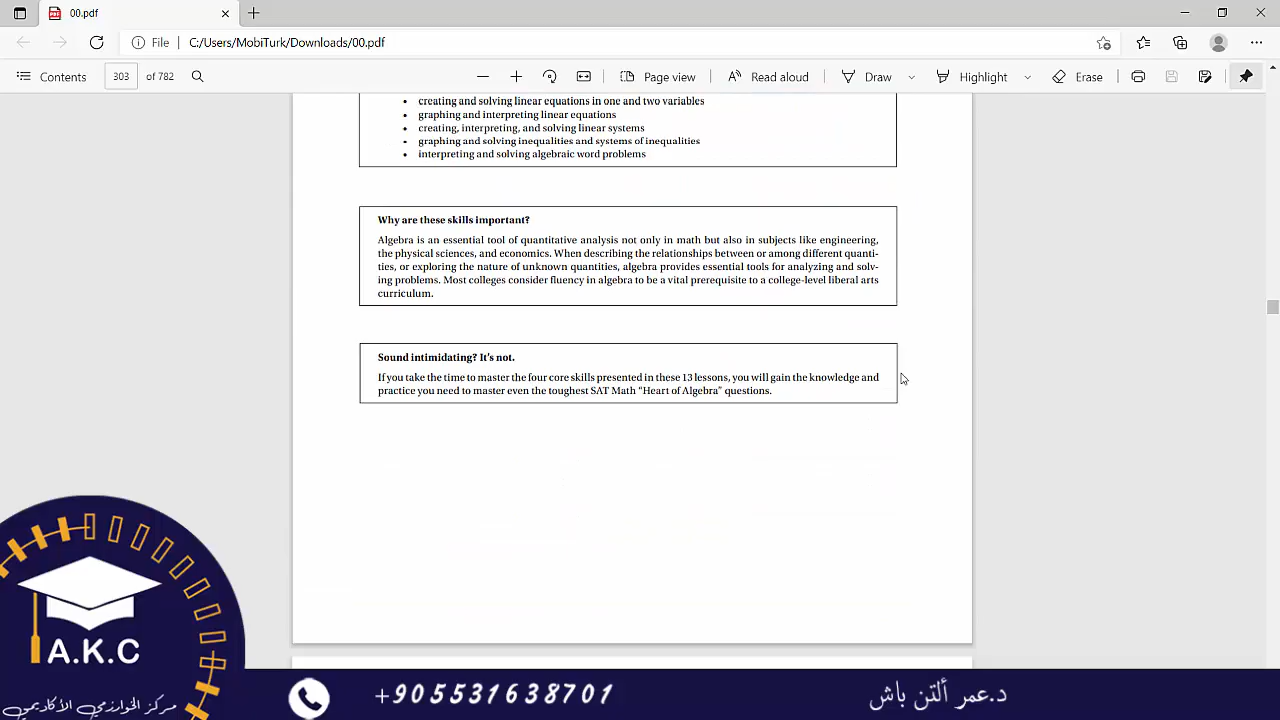 00.pdf
File
C:/Users/MobiTurk/Downloads/00.pdf
Contents
303
of 782
Page view
Read aloud
Draw
Highlight
Erase
• creating and solving linear equations in one and two variables
• graphing and interpreting linear equations
• creating, interpreting, and solving linear systems
• graphing and solving inequalities and systems of inequalities
• interpreting and solving algebraic word problems
Why are these skills important?
Algebra is an essential tool of quantitative analysis not only in math but also in subjects like engineering,
the physical sciences, and economics. When describing the relationships between or among different quanti-
ties, or exploring the nature of unknown quantities, algebra provides essential tools for analyzing and solv-
ing problems. Most colleges consider fluency in algebra to be a vital prerequisite to a college-level liberal arts
curriculum.
Sound intimidating? It's not.
If you take the time to master the four core skills presented in these 13 lessons, you will gain the knowledge and
practice you need to master even the toughest SAT Math “Heart of Algebra” questions.
A.K.C
مركز الخوارزمي الأكاديمي
+905531638701
د.عمر ألتن باش